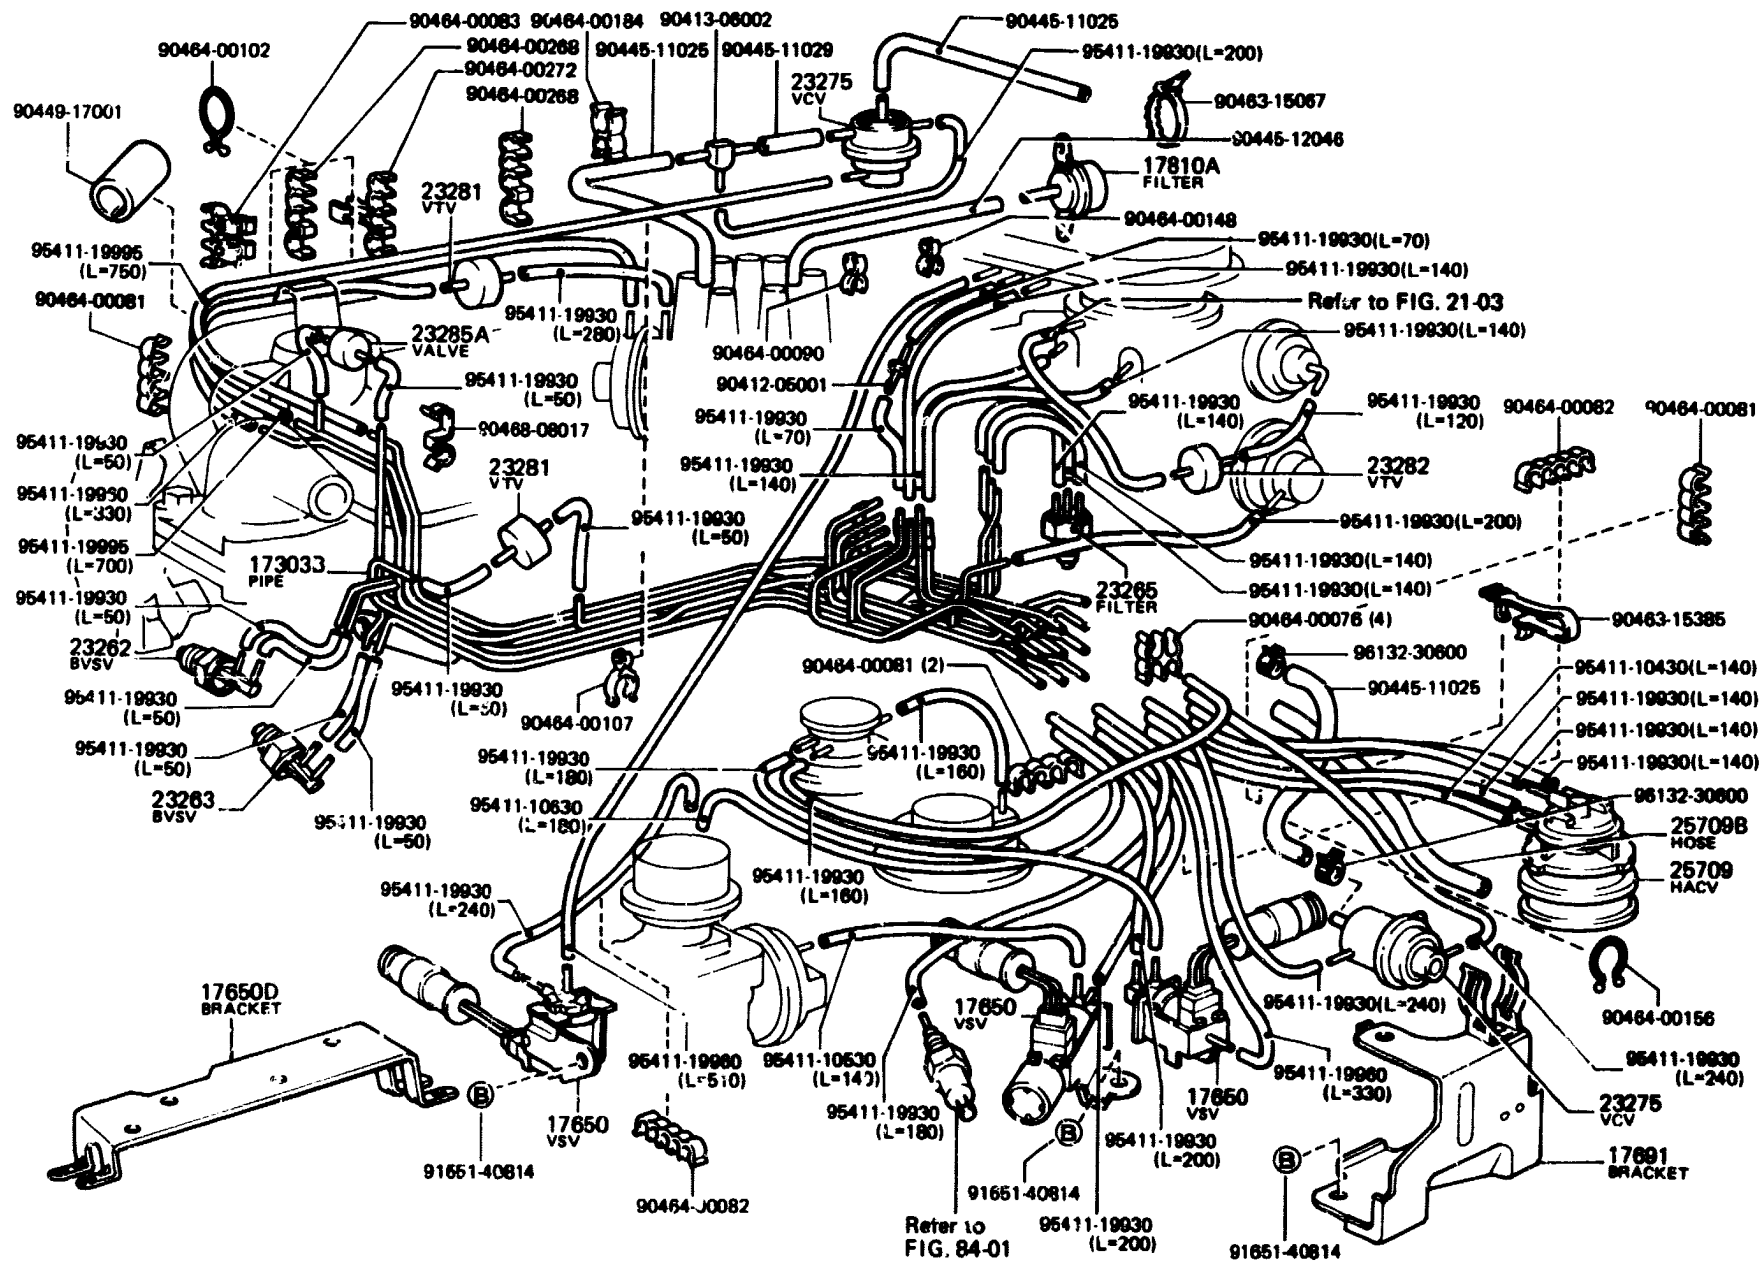 90464-00083 90464-00184 90413-06002
90445-11025
90464-00102
90464-00268
90445-11025
90445-11029
95411-19930(L=200)
90464-00272
23275
VCV
90464-00268
90463-15067
90449-17001
90445-12046
17810A
FILTER
23281
VTV
90464-00148
95411-19930(L=70)
95411-19995
(L=750)
95411-19930(L=140)
90464-00081
Refer to FIG. 21-03
95411-19930
(L=280)
95411-19930(L=140)
23285A
VALVE
90464-00090
95411-19930
(L=50)
90412-05001
95411-19930
(L=140)
95411-19930
(L=120)
90464-00082
90464-00081
95411-19930
(L=70)
90468-08017
95411-19930
(L=50)
23281
VTV
95411-19930
(L=140)
23282
VTV
95411-19960
(L=330)
95411-19930
(L=50)
95411-19930(L=200)
95411-19995
(L=700)
173033
PIPE
95411-19930(L=140)
95411-19930
(L=50)
23265
FILTER
95411-19930(L=140)
90464-00076 (4)
90463-15385
23262
BVSV
96132-30600
90464-00081 (2)
95411-10430(L=140)
90445-11025
95411-19930
(L=50)
95411-19930
(L=50)
95411-19930(L=140)
90464-00107
95411-19930(L=140)
95411-19930
(L=50)
95411-19930
(L=180)
95411-19930
(L=160)
95411-19930(L=140)
23263
BVSV
95411-10630
(L=180)
96132-30600
95411-19930
(L=50)
25709B
HOSE
95411-19930
(L=160)
25709
HACV
95411-19930
(L=240)
17650D
BRACKET
17650
VSV
95411-19930(L=240)
90464-00156
95411-19960
(L=510)
95411-10530
(L=140)
95411-19930
(L=240)
95411-19960
(L=330)
B
17650
VSV
23275
VCV
95411-19930
(L=180)
17650
VSV
B
95411-19930
(L=200)
B
17691
BRACKET
91651-40814
91651-40814
90464-00082
Refer to
FIG. 84-01
95411-19930
(L=200)
91651-40814